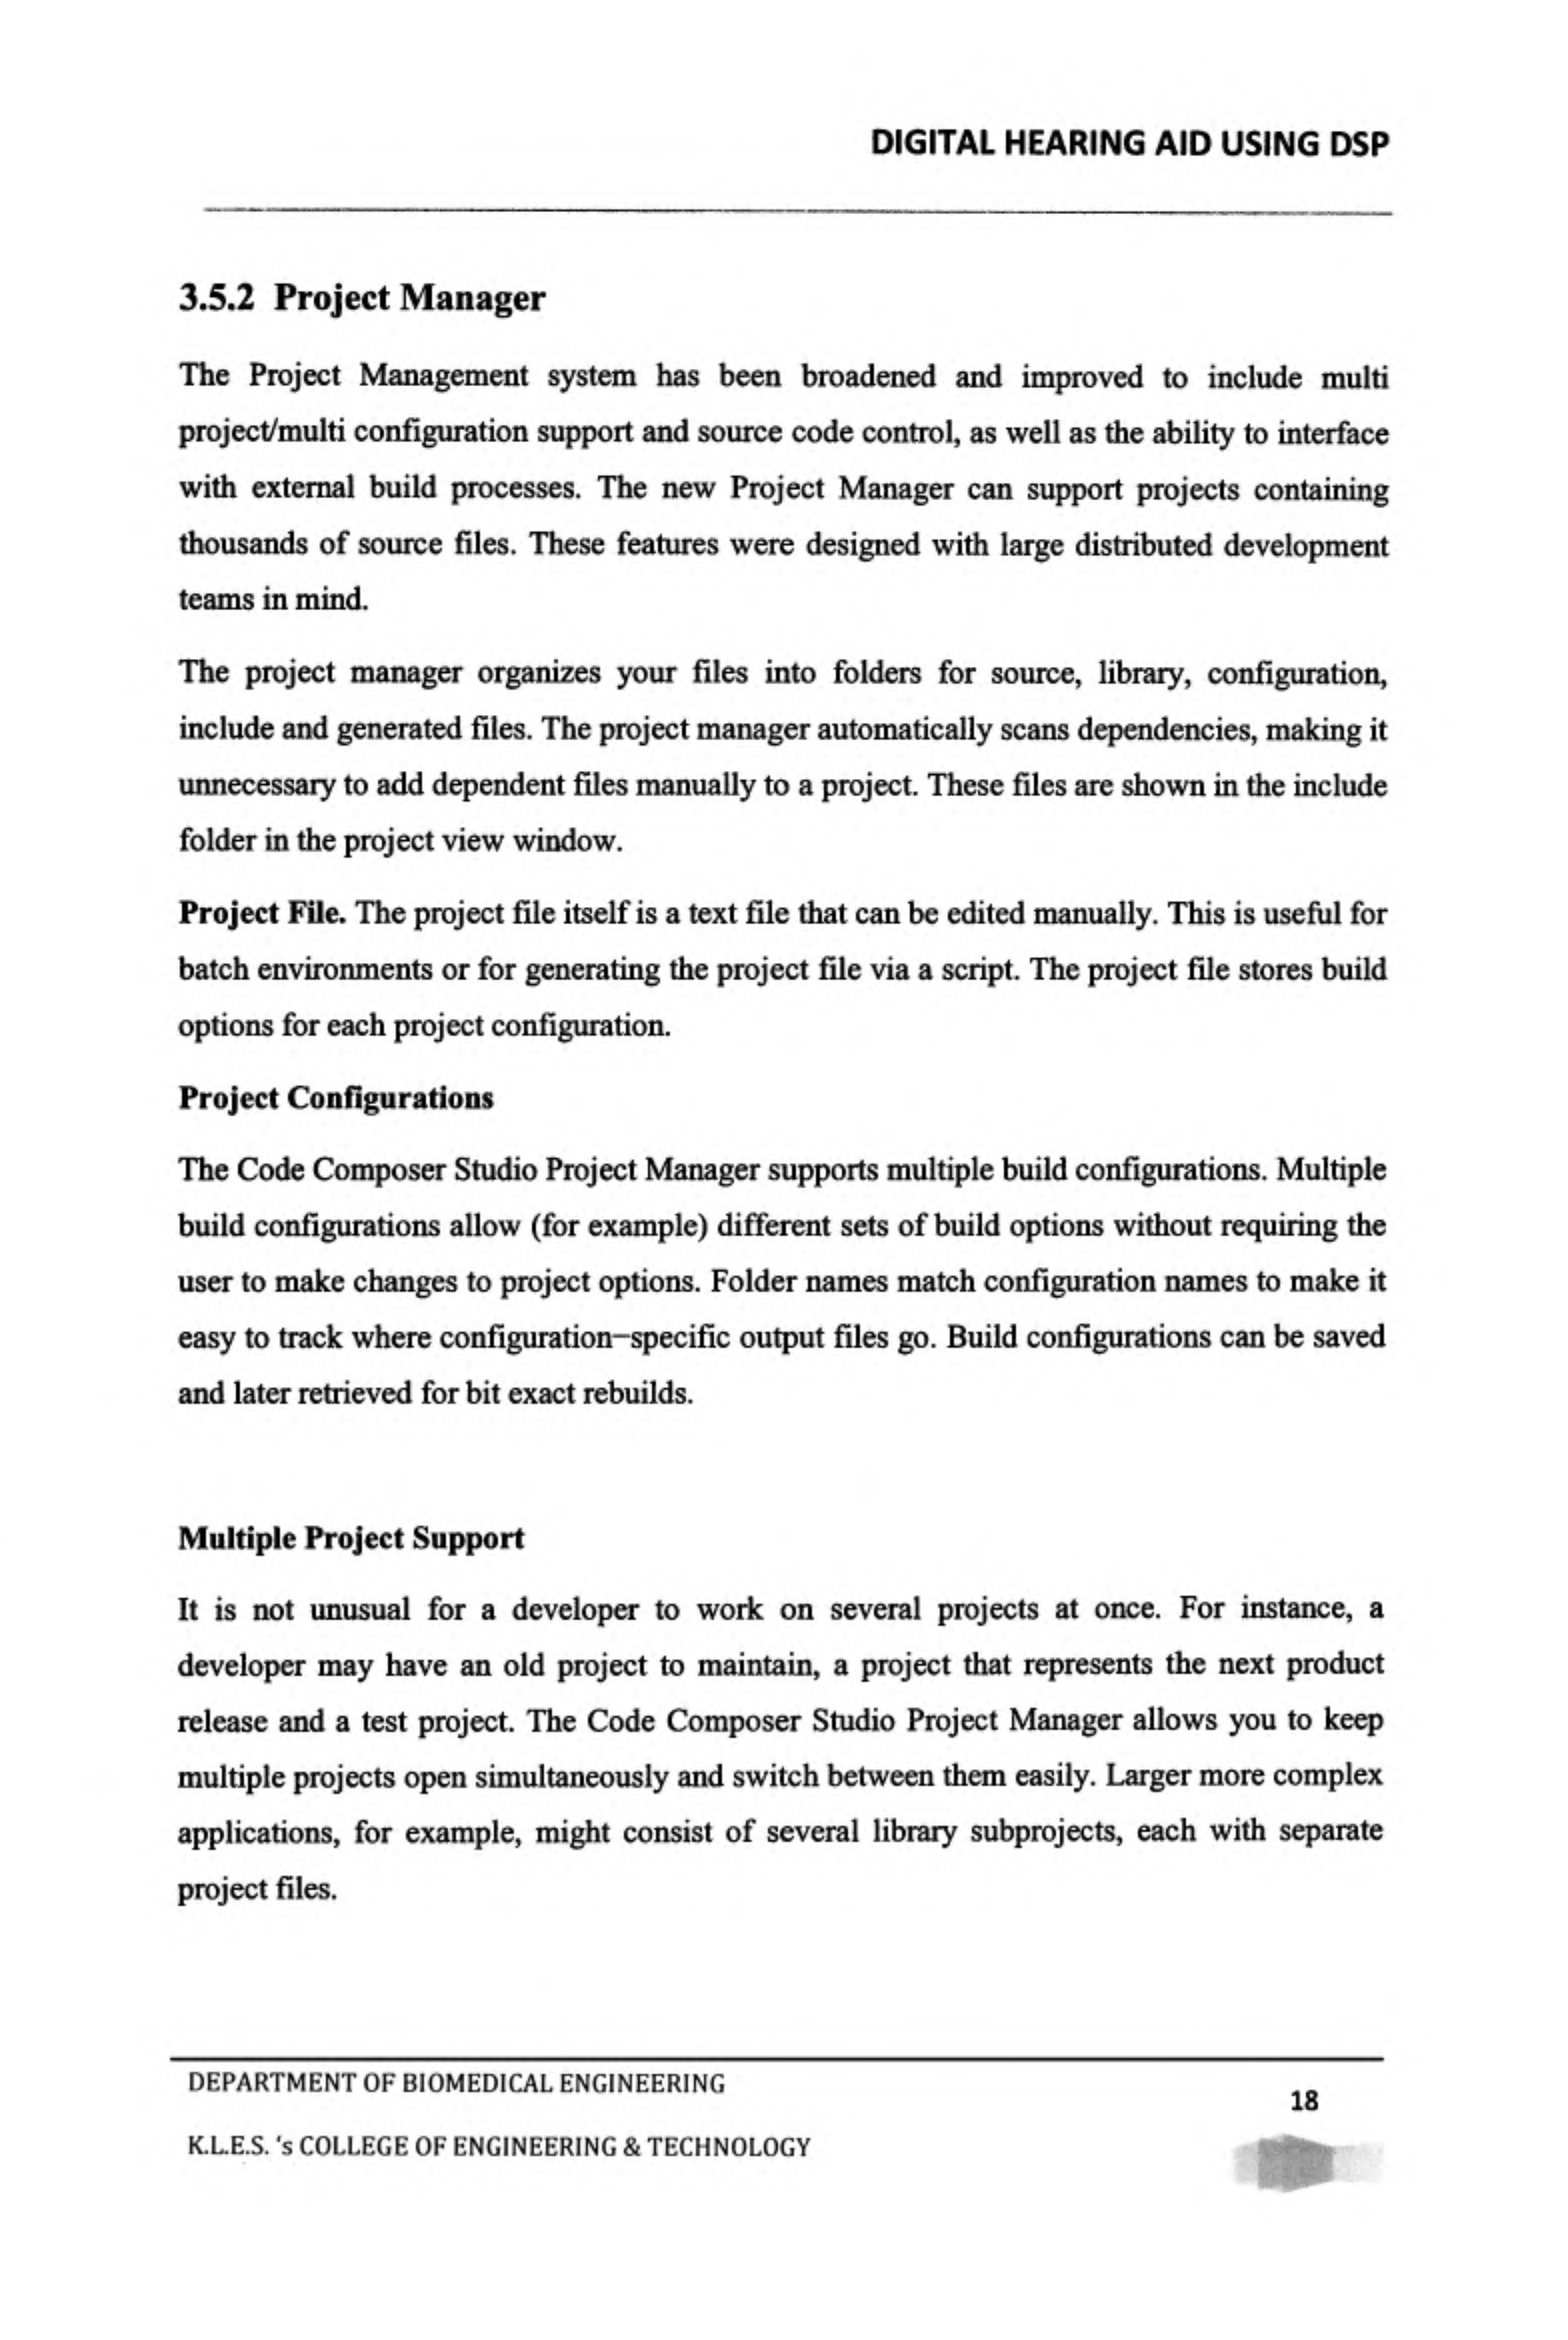 DIGITAL HEARING AID USING DSP
3.5.2 Project Manager
The Project Management system has been broadened and improved to include multi
project/multi configuration support and source code control, as well as the ability to interface
with external build processes. The new Project Manager can support projects containing
thousands of source files. These features were designed with large distributed development
teams in mind.
The project manager organizes your files into folders for source, library, configuration,
include and generated files. The project manager automatically scans dependencies, making it
unnecessary to add dependent files manually to a project. These files are shown in the include
folder in the project view window.
Project File. The project file itself is a text file that can be edited manually. This is useful for
batch environments or for generating the project file via a script. The project file stores build
options for each project configuration.
Project Configurations
The Code Composer Studio Project Manager supports multiple build configurations. Multiple
build configurations allow (for example) different sets of build options without requiring the
user to make changes to project options. Folder names match configuration names to make it
easy to track where configuration–specific output files go. Build configurations can be saved
and later retrieved for bit exact rebuilds.
Multiple Project Support
It is not unusual for a developer to work on several projects at once. For instance, a
developer may have an old project to maintain, a project that represents the next product
release and a test project. The Code Composer Studio Project Manager allows you to keep
multiple projects open simultaneously and switch between them easily. Larger more complex
applications, for example, might consist of several library subprojects, each with separate
project files.
DEPARTMENT OF BIOMEDICAL ENGINEERING
18
K.L.E.S. 's COLLEGE OF ENGINEERING & TECHNOLOGY